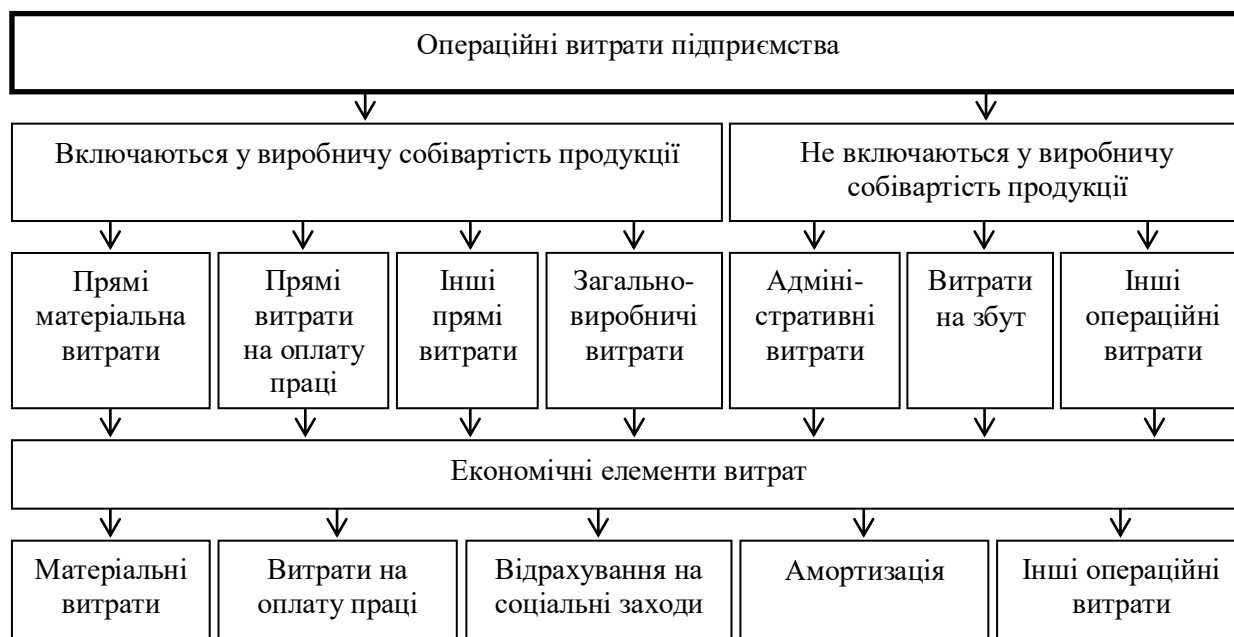 Операційні витрати підприємства
Включаються у виробничу собівартість продукції
Не включаються у виробничу
собівартість продукції
Прямі
матеріальна
витрати
Прямі
витрати
на оплату
праці
Інші
прямі
витрати
Загально-
виробничі
витрати
Адміні-
стративні
витрати
Витрати
на збут
Інші
операційні
витрати
Економічні елементи витрат
Матеріальні
витрати
Витрати на
оплату праці
Відрахування на
соціальні заходи
Амортизація
Інші операційні
витрати